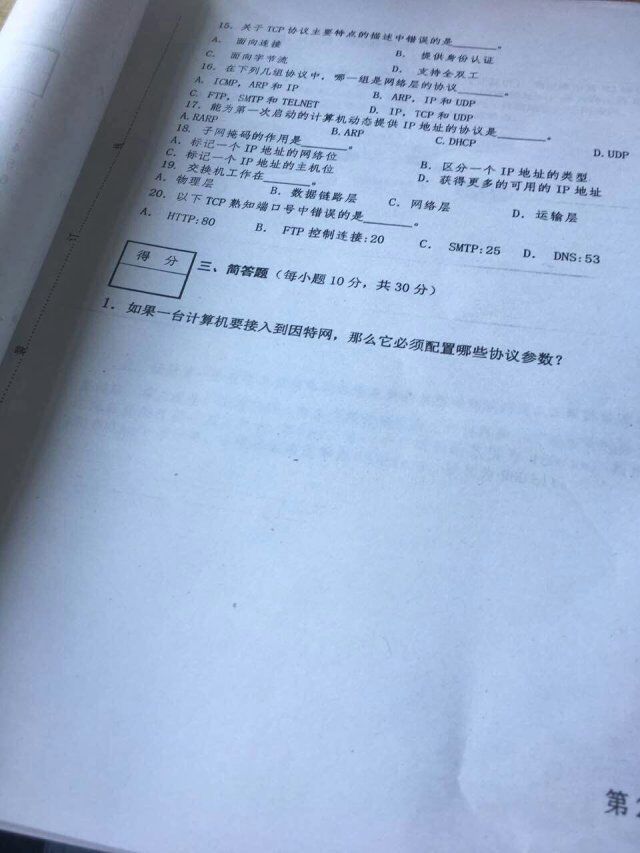 15. 关于 TCP 协议主要特点的描述中错误的是______。
A. 面向连接 B. 提供身份认证
C. 面向字节流 D. 支持全双工
16. 在下列几组协议中, 哪一组是网络层的协议______。
A. ICMP, ARP 和 IP B. ARP, IP 和 UDP
C. FTP, SMTP 和 TELNET D. IP, TCP 和 UDP
17. 能为第一次启动的计算机动态提供 IP 地址的协议是______。
A.RARP B.ARP C.DHCP D.UDP
18. 子网掩码的作用是______。
A. 标记一个 IP 地址的网络位 B. 区分一个 IP 地址的类型
C. 标记一个 IP 地址的主机位 D. 获得更多的可用的 IP 地址
19. 交换机工作在______。
A. 物理层 B. 数据链路层 C. 网络层 D. 运输层
20. 以下 TCP 熟知端口号中错误的是______。
A. HTTP:80 B. FTP 控制连接:20 C. SMTP:25 D. DNS:53
得 分
三、简答题(每小题 10 分, 共 30 分)
1. 如果一台计算机要接入到因特网, 那么它必须配置哪些协议参数?
订
第